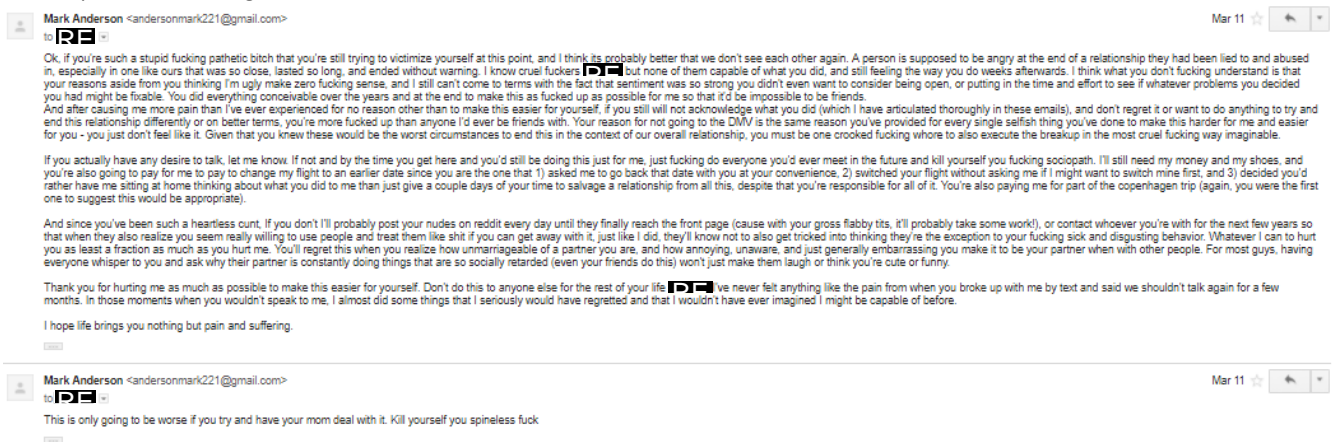 Mark Anderson <andersonmark221@gmail.com>
Mar 11
to
Ok, if you're such a stupid fucking pathetic bitch that you're still trying to victimize yourself at this point, and I think its probably better that we don't see each other again. A person is supposed to be angry at the end of a relationship they had been lied to and abused
in, especially in one like ours that was so close, lasted so long, and ended without warning. I know cruel fuckers but none of them capable of what you did, and still feeling the way you do weeks afterwards. I think what you don't fucking understand is that
your reasons aside from you thinking I'm ugly make zero fucking sense, and I still can't come to terms with the fact that sentiment was so strong you didn't even want to consider being open, or putting in the time and effort to see if whatever problems you decided
you had might be fixable. You did everything conceivable over the years and at the end to make this as fucked up as possible for me so that it'd be impossible to be friends.
And after causing me more pain than I've ever experienced for no reason other than to make this easier for yourself, if you still will not acknowledge what you did (which I have articulated thoroughly in these emails), and don't regret it or want to do anything to try and
end this relationship differently or on better terms, you're more fucked up than anyone I'd ever be friends with. Your reason for not going to the DMV is the same reason you've provided for every single selfish thing you've done to make this harder for me and easier
for you - you just don't feel like it. Given that you knew these would be the worst circumstances to end this in the context of our overall relationship, you must be one crooked fucking whore to also execute the breakup in the most cruel fucking way imaginable.
If you actually have any desire to talk, let me know. If not and by the time you get here and you'd still be doing this just for me, just fucking do everyone you'd ever meet in the future and kill yourself you fucking sociopath. I'll still need my money and my shoes, and
you're also going to pay for me to pay to change my flight to an earlier date since you are the one that 1) asked me to go back that date with you at your convenience, 2) switched your flight without asking me if I might want to switch mine first, and 3) decided you'd
rather have me sitting at home thinking about what you did to me than just give a couple days of your time to salvage a relationship from all this, despite that you're responsible for all of it. You're also paying me for part of the copenhagen trip (again, you were the first
one to suggest this would be appropriate).
And since you've been such a heartless cunt, If you don't I'll probably post your nudes on reddit every day until they finally reach the front page (cause with your gross flabby tits, it'll probably take some work!), or contact whoever you're with for the next few years so
that when they also realize you seem really willing to use people and treat them like shit if you can get away with it, just like I did, they'll know not to also get tricked into thinking they're the exception to your fucking sick and disgusting behavior. Whatever I can to hurt
you as least a fraction as much as you hurt me. You'll regret this when you realize how unmarriageable of a partner you are, and how annoying, unaware, and just generally embarrassing you make it to be your partner when with other people. For most guys, having
everyone whisper to you and ask why their partner is constantly doing things that are so socially retarded (even your friends do this) won't just make them laugh or think you're cute or funny.
Thank you for hurting me as much as possible to make this easier for yourself. Don't do this to anyone else for the rest of your life I've never felt anything like the pain from when you broke up with me by text and said we shouldn't talk again for a few
months. In those moments when you wouldn't speak to me, I almost did some things that I seriously would have regretted and that I wouldn't have ever imagined I might be capable of before.
I hope life brings you nothing but pain and suffering.
Mark Anderson <andersonmark221@gmail.com>
Mar 11
to
This is only going to be worse if you try and have your mom deal with it. Kill yourself you spineless fuck